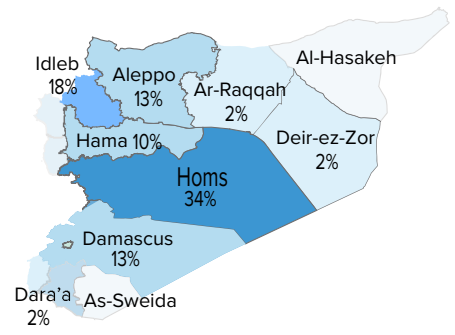 Idleb
18%
Aleppo
13%
Al-Hasakeh
Ar-Raqqah
2%
Hama 10%
Deir-ez-Zor
2%
Homs
34%
Damascus
13%
Dara’a
2%
As-Sweida